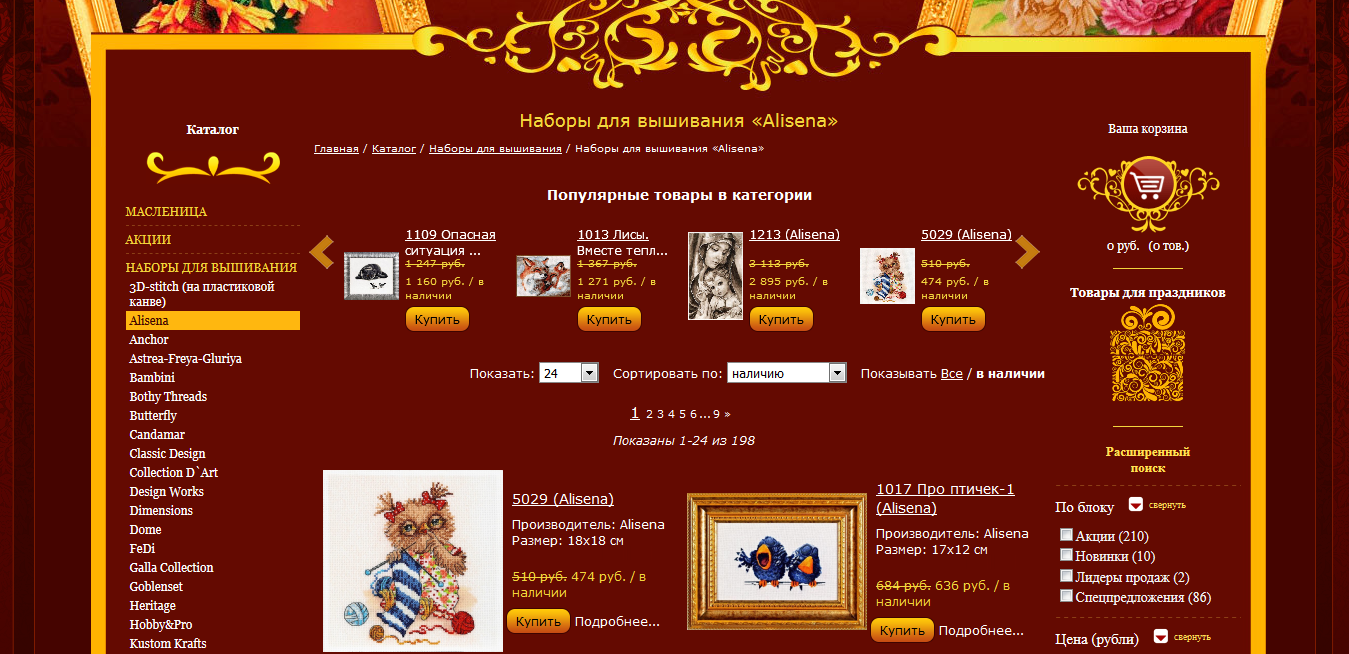 Каталог
МАСЛЕНИЦА
АКЦИИ
НАБОРЫ ДЛЯ ВЫШИВАНИЯ
3D-stitch (на пластиковой
канве)
Alisena
Anchor
Astrea-Freya-Gluriya
Bambini
Bothy Threads
Butterfly
Candamar
Classic Design
Collection D`Art
Design Works
Dimensions
Dome
FeDi
Galla Collection
Goblenset
Heritage
Hobby&Pro
Kustom Krafts
Наборы для вышивания «Alisena»
Главная / Каталог / Наборы для вышивания / Наборы для вышивания «Alisena»
Популярные товары в категории
1109 Опасная
ситуация ...
1 247 руб.
1 160 руб. / в
наличии
Купить
1013 Лисы.
Вместе тепл...
1 367 руб.
1 271 руб. / в
наличии
Купить
1213 (Alisena)
3 113 руб.
2 895 руб. / в
наличии
Купить
5029 (Alisena)
510 руб.
474 руб. / в
наличии
Купить
Показать: 24 Сортировать по: наличию Показывать Все / в наличии
1 2 3 4 5 6 ... 9 »
Показаны 1-24 из 198
5029 (Alisena)
Производитель: Alisena
Размер: 18x18 см
510 руб. 474 руб. / в
наличии
Купить Подробнее...
1017 Про птичек-1
(Alisena)
Производитель: Alisena
Размер: 17x12 см
684 руб. 636 руб. / в
наличии
Купить Подробнее...
Ваша корзина
0 руб. (0 тов.)
Товары для праздников
Расширенный
поиск
По блоку свернуть
Акции (210)
Новинки (10)
Лидеры продаж (2)
Спецпредложения (86)
Цена (рубли) свернуть